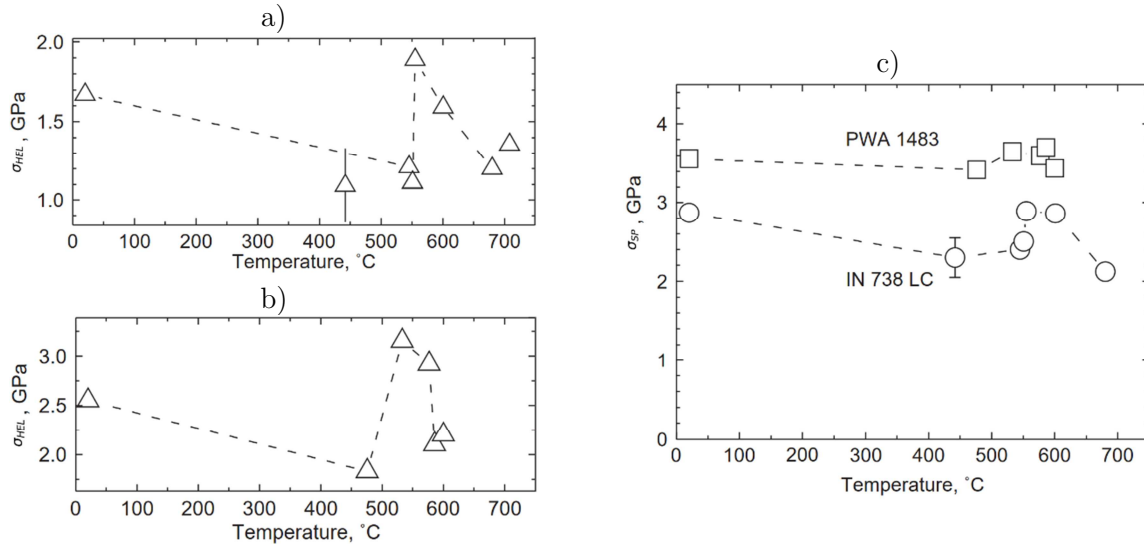 a)
2.0
1.5
1.0
σHEL , GPa
0 100 200 300 400 500 600 700
Temperature, ˚C
b)
3.0
2.5
2.0
σHEL , GPa
0 100 200 300 400 500 600 700
Temperature, ˚C
c)
4
3
2
1
0
σSP , GPa
PWA 1483
IN 738 LC
0 100 200 300 400 500 600 700
Temperature, ˚C